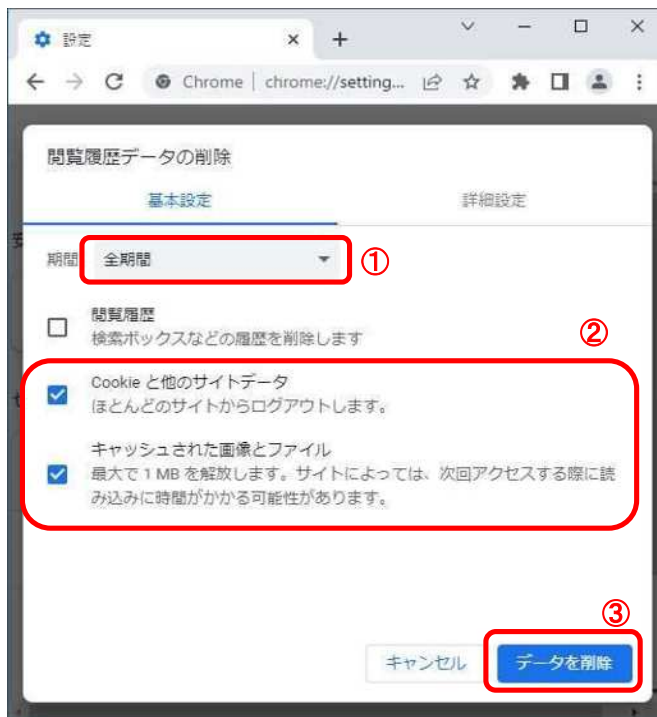 設定
Chrome | chrome://setting...
閲覧履歴データの削除
基本設定
詳細設定
期間
全期間
①
閲覧履歴
検索ボックスなどの履歴を削除します
②
Cookie と他のサイトデータ
ほとんどのサイトからログアウトします。
キャッシュされた画像とファイル
最大で 1 MB を解放します。サイトによっては、次回アクセスする際に読
み込みに時間がかかる可能性があります。
③
キャンセル
データを削除